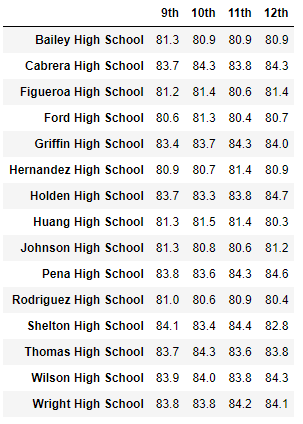 9th 10th 11th 12th
Bailey High School 81.3 80.9 80.9 80.9
Cabrera High School 83.7 84.3 83.8 84.3
Figueroa High School 81.2 81.4 80.6 81.4
Ford High School 80.6 81.3 80.4 80.7
Griffin High School 83.4 83.7 84.3 84.0
Hernandez High School 80.9 80.7 81.4 80.9
Holden High School 83.7 83.3 83.8 84.7
Huang High School 81.3 81.5 81.4 80.3
Johnson High School 81.3 80.8 80.6 81.2
Pena High School 83.8 83.6 84.3 84.6
Rodriguez High School 81.0 80.6 80.9 80.4
Shelton High School 84.1 83.4 84.4 82.8
Thomas High School 83.7 84.3 83.6 83.8
Wilson High School 83.9 84.0 83.8 84.3
Wright High School 83.8 83.8 84.2 84.1